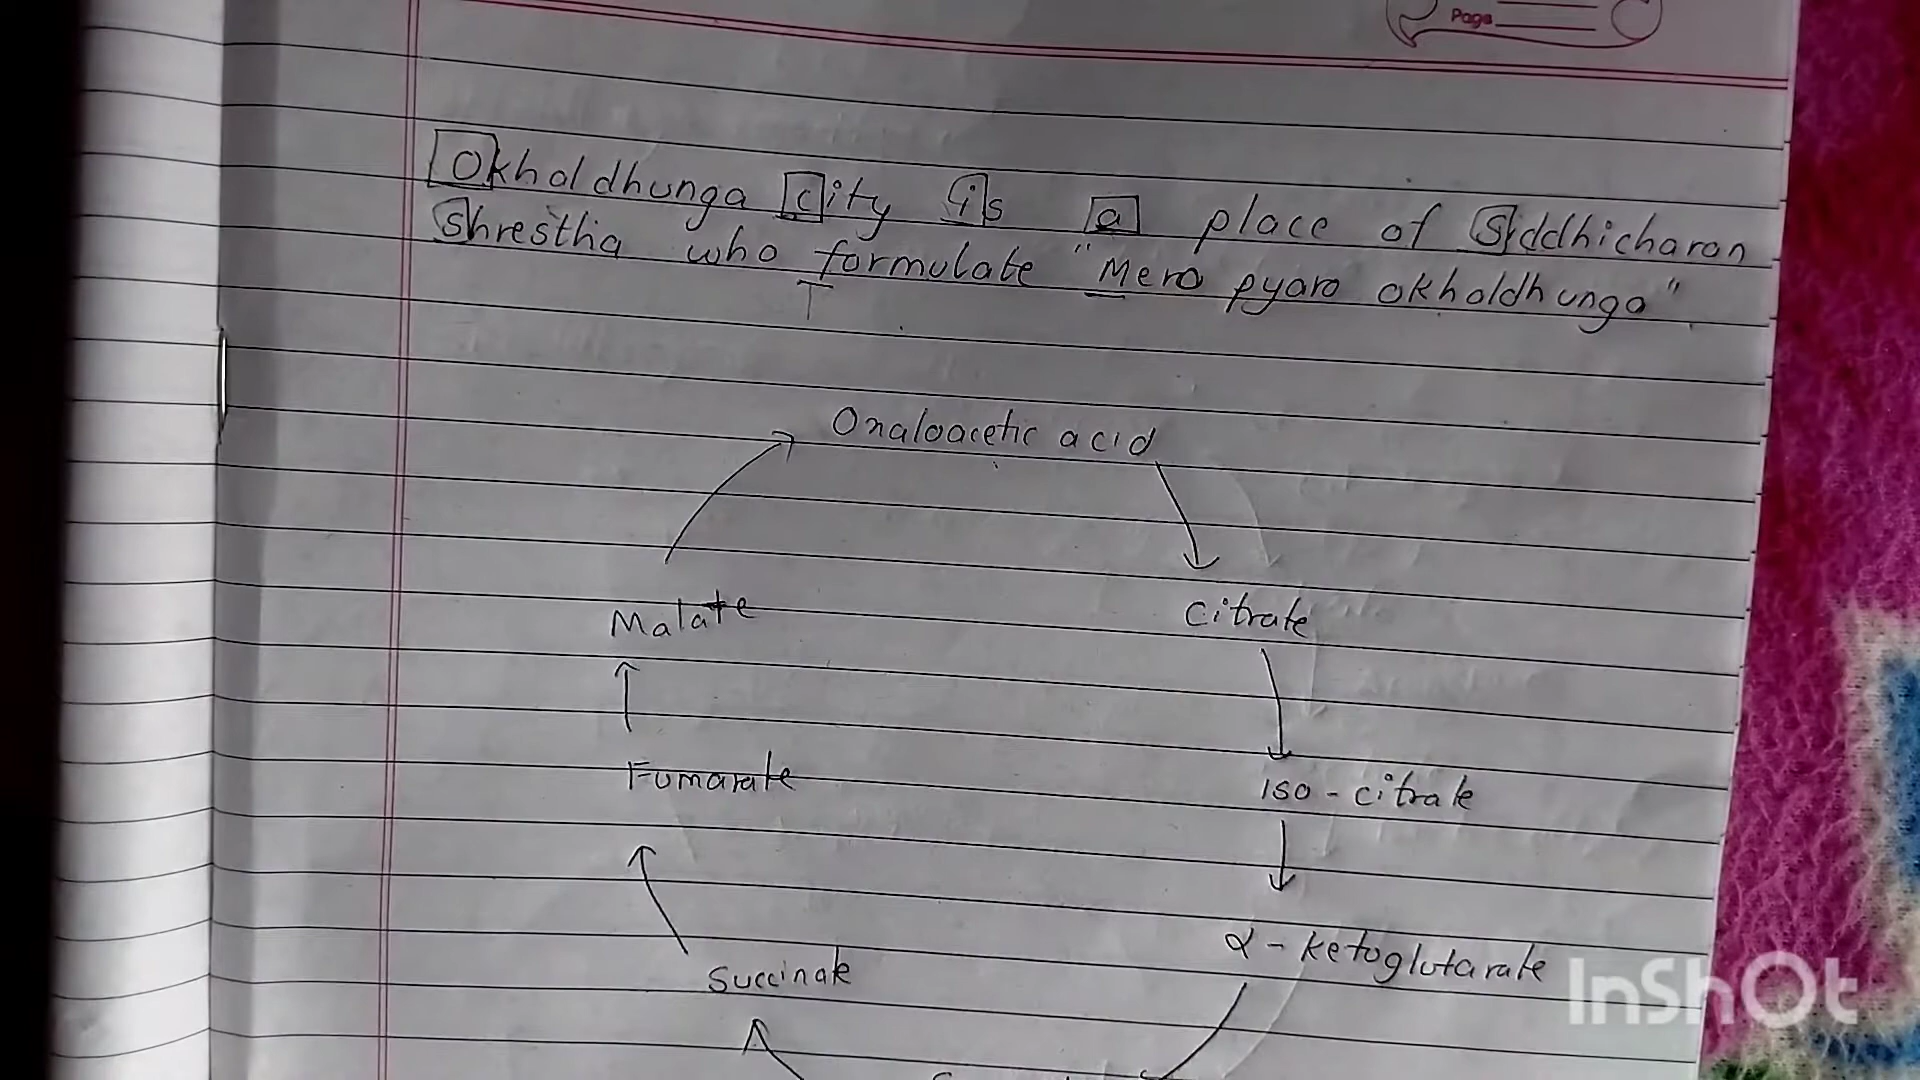 Page
Okholdhunga City is a place of Siddhicharan
Shrestha who formulate "Mero pyaro okholdhunga"
Oxaloacetic acid
Malate
Citrate
Fumarate
Iso-citrate
α-ketoglutarate
Succinate
InShOt